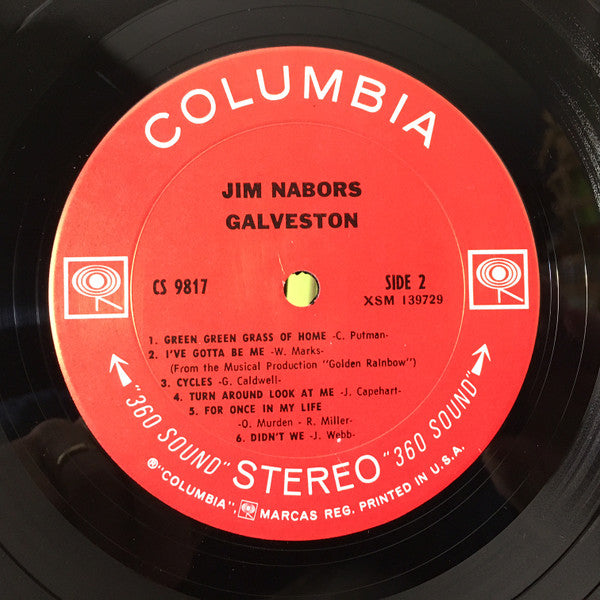 COLUMBIA
JIM NABORS
GALVESTON
CS 9817
SIDE 2
XSM 139729
1. GREEN GREEN GRASS OF HOME -C. Putman-
2. I'VE GOTTA BE ME -W. Marks-
(From the Musical Production "Golden Rainbow")
3. CYCLES -G. Caldwell-
4. TURN AROUND LOOK AT ME -J. Capehart-
5. FOR ONCE IN MY LIFE
-O. Murden - R. Miller-
6. DIDN'T WE -J. Webb-
"360 SOUND" STEREO "360 SOUND"
®"COLUMBIA", MARCAS REG. PRINTED IN U.S.A.